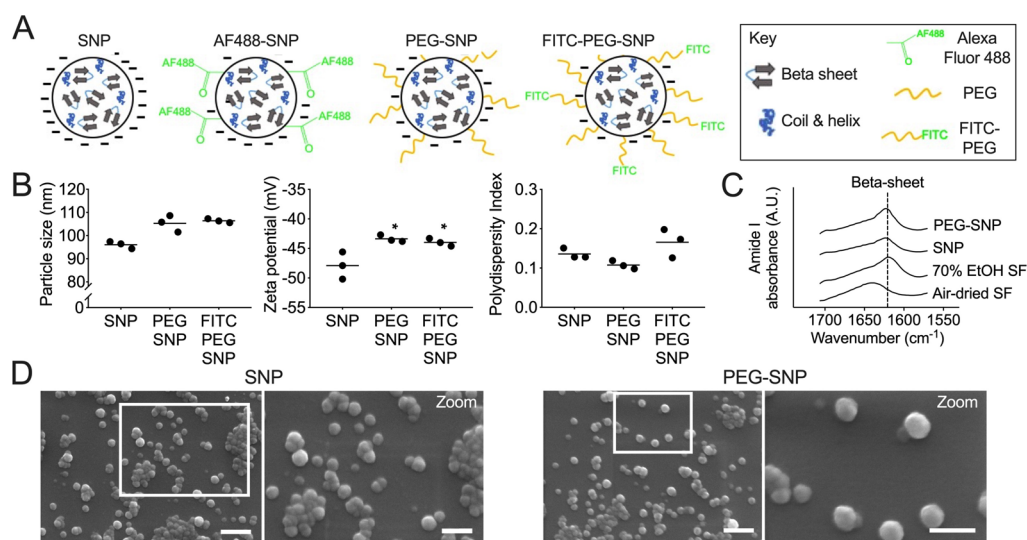 A
SNP
AF488-SNP
PEG-SNP
FITC-PEG-SNP
AF488
AF488
AF488
AF488
FITC
FITC
FITC
FITC
Key
Beta sheet
Coil & helix
AF488
Alexa
Fluor 488
PEG
FITC
FITC-
PEG
B
Particle size (nm)
120
110
100
90
80
0
SNP
PEG
SNP
FITC
PEG
SNP
Zeta potential (mV)
-35
-40
-45
-50
-55
*
*
SNP
PEG
SNP
FITC
PEG
SNP
Polydispersity Index
0.3
0.2
0.1
0.0
SNP
PEG
SNP
FITC
PEG
SNP
C
Beta-sheet
Amide I
absorbance (A.U.)
PEG-SNP
SNP
70% EtOH SF
Air-dried SF
1700 1650 1600 1550
Wavenumber (cm⁻¹)
D
SNP
Zoom
PEG-SNP
Zoom